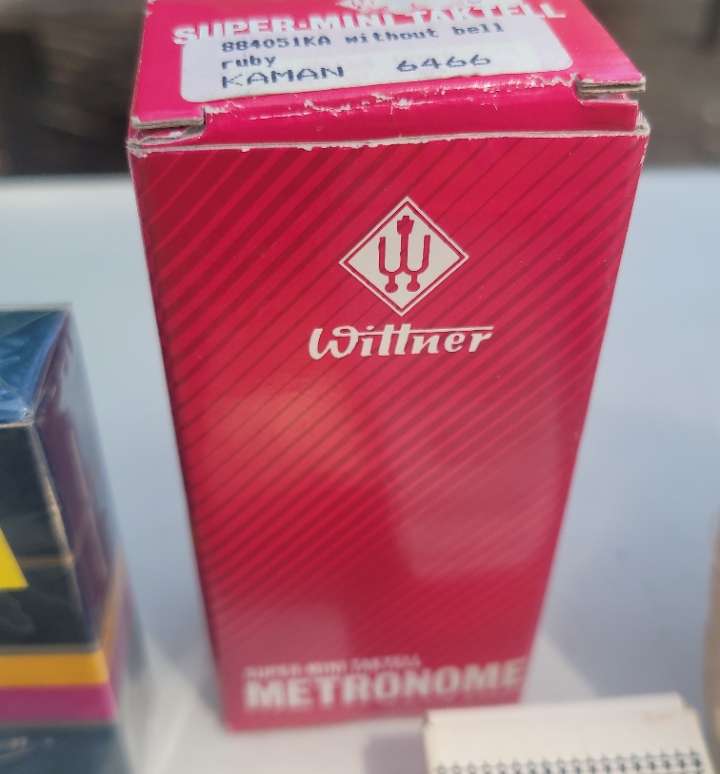 SUPER-MINI TAKTELL
884051KA without bell
ruby
KAMAN 6466
Wittner
SUPER-MINI TAKTELL
METRONOME